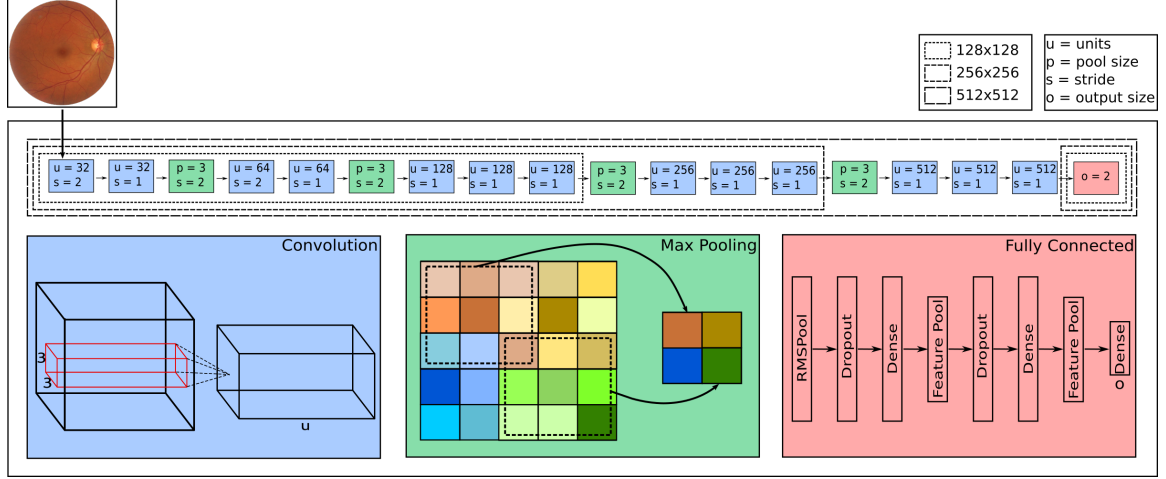 128x128
256x256
512x512
u = units
p = pool size
s = stride
o = output size
u = 32
s = 2
u = 32
s = 1
p = 3
s = 2
u = 64
s = 2
u = 64
s = 1
p = 3
s = 2
u = 128
s = 1
u = 128
s = 1
u = 128
s = 1
p = 3
s = 2
u = 256
s = 1
u = 256
s = 1
u = 256
s = 1
p = 3
s = 2
u = 512
s = 1
u = 512
s = 1
u = 512
s = 1
o = 2
Convolution
3
3
u
Max Pooling
Fully Connected
RMSPool
Dropout
Dense
Feature Pool
Dropout
Dense
Feature Pool
Dense
o